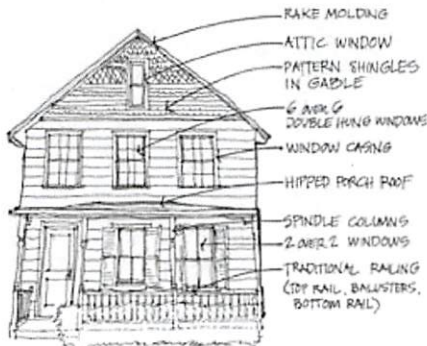 RAKE MOLDING
ATTIC WINDOW
PATTERN SHINGLES
IN GABLE
6 OVER 6
DOUBLE HUNG WINDOWS
WINDOW CASING
HIPPED PORCH ROOF
SPINDLE COLUMNS
2 OVER 2 WINDOWS
TRADITIONAL RAILING
(TOP RAIL, BALUSTERS,
BOTTOM RAIL)